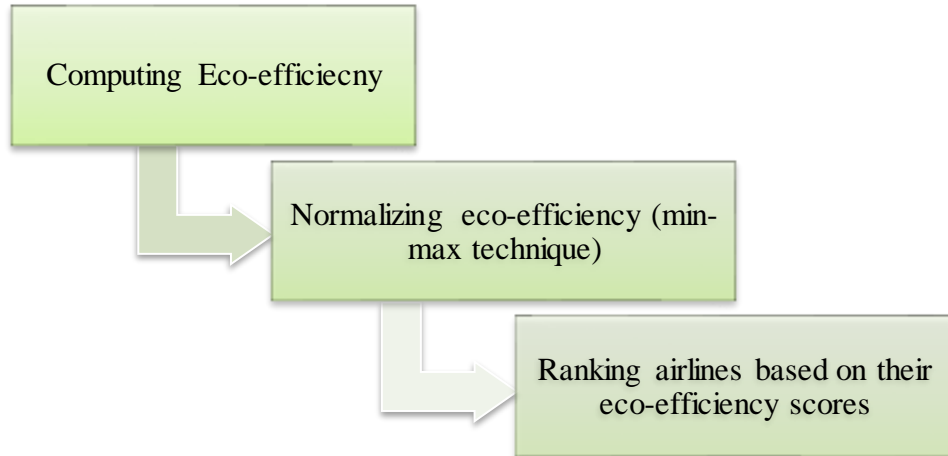 Computing Eco-efficiecny
Normalizing eco-efficiency (min-
max technique)
Ranking airlines based on their
eco-efficiency scores